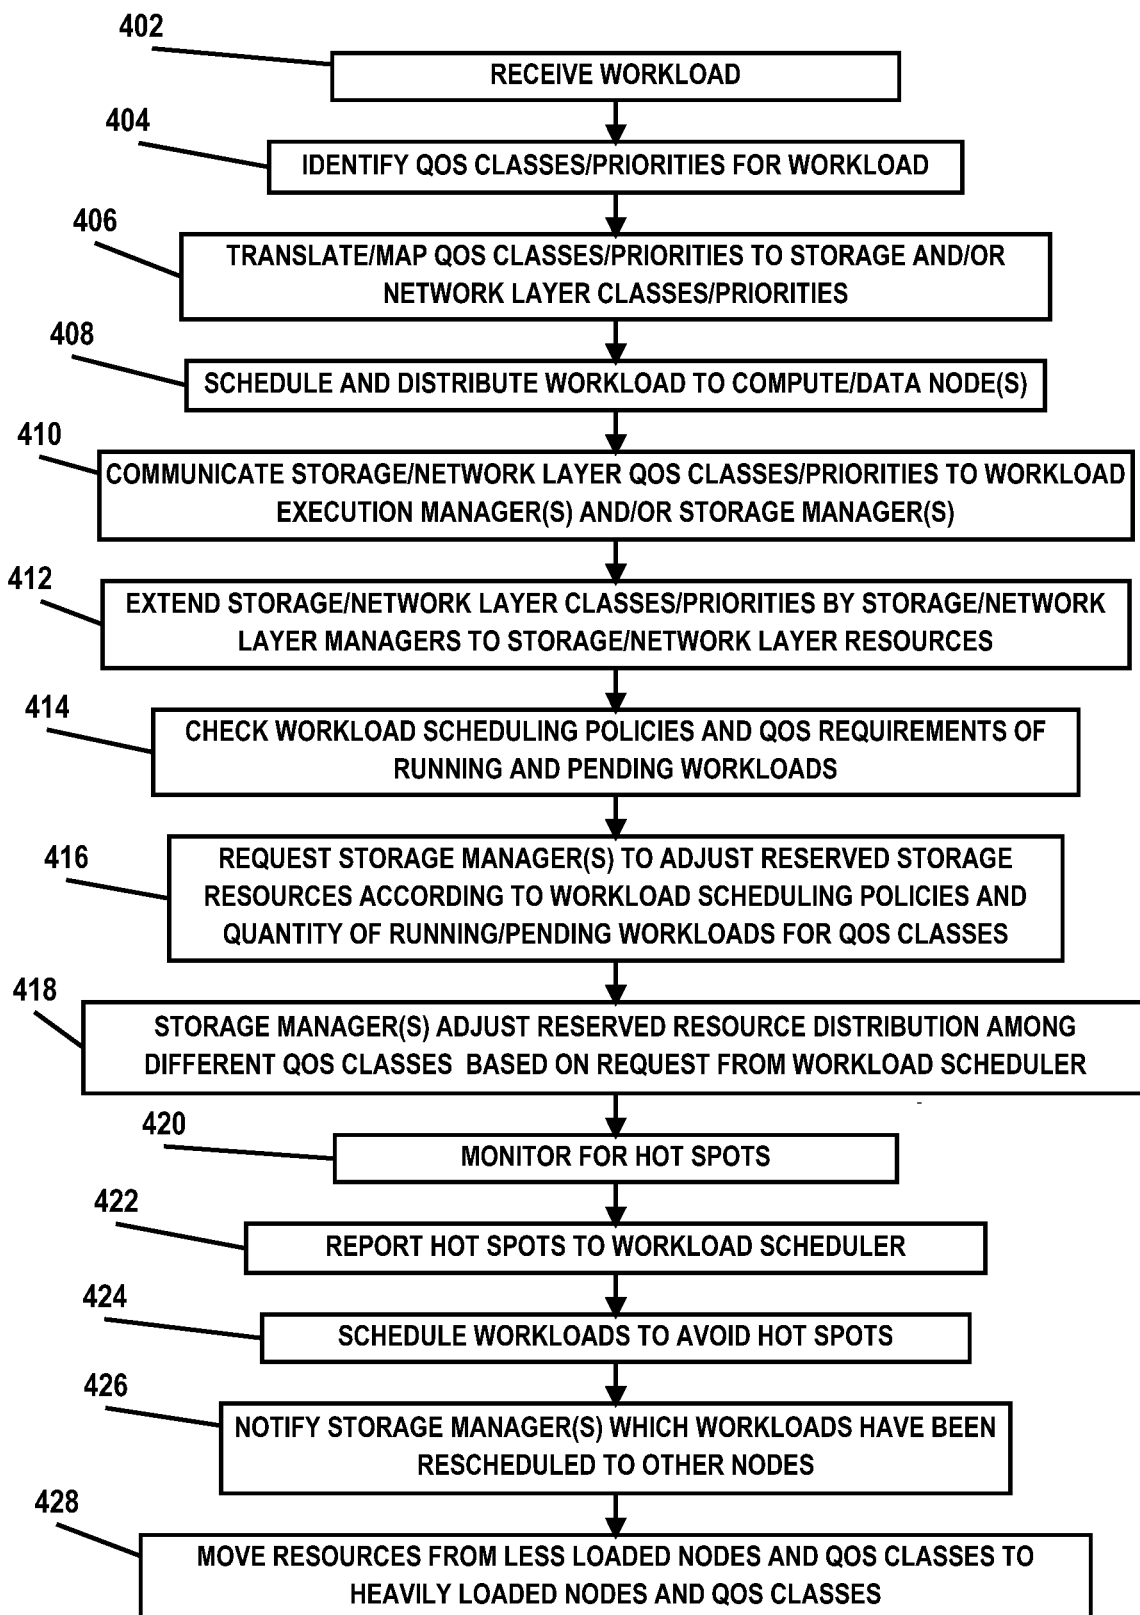 402
RECEIVE WORKLOAD
404
IDENTIFY QOS CLASSES/PRIORITIES FOR WORKLOAD
406
TRANSLATE/MAP QOS CLASSES/PRIORITIES TO STORAGE AND/OR
NETWORK LAYER CLASSES/PRIORITIES
408
SCHEDULE AND DISTRIBUTE WORKLOAD TO COMPUTE/DATA NODE(S)
410
COMMUNICATE STORAGE/NETWORK LAYER QOS CLASSES/PRIORITIES TO WORKLOAD
EXECUTION MANAGER(S) AND/OR STORAGE MANAGER(S)
412
EXTEND STORAGE/NETWORK LAYER CLASSES/PRIORITIES BY STORAGE/NETWORK
LAYER MANAGERS TO STORAGE/NETWORK LAYER RESOURCES
414
CHECK WORKLOAD SCHEDULING POLICIES AND QOS REQUIREMENTS OF
RUNNING AND PENDING WORKLOADS
416
REQUEST STORAGE MANAGER(S) TO ADJUST RESERVED STORAGE
RESOURCES ACCORDING TO WORKLOAD SCHEDULING POLICIES AND
QUANTITY OF RUNNING/PENDING WORKLOADS FOR QOS CLASSES
418
STORAGE MANAGER(S) ADJUST RESERVED RESOURCE DISTRIBUTION AMONG
DIFFERENT QOS CLASSES BASED ON REQUEST FROM WORKLOAD SCHEDULER
420
MONITOR FOR HOT SPOTS
422
REPORT HOT SPOTS TO WORKLOAD SCHEDULER
424
SCHEDULE WORKLOADS TO AVOID HOT SPOTS
426
NOTIFY STORAGE MANAGER(S) WHICH WORKLOADS HAVE BEEN
RESCHEDULED TO OTHER NODES
428
MOVE RESOURCES FROM LESS LOADED NODES AND QOS CLASSES TO
HEAVILY LOADED NODES AND QOS CLASSES